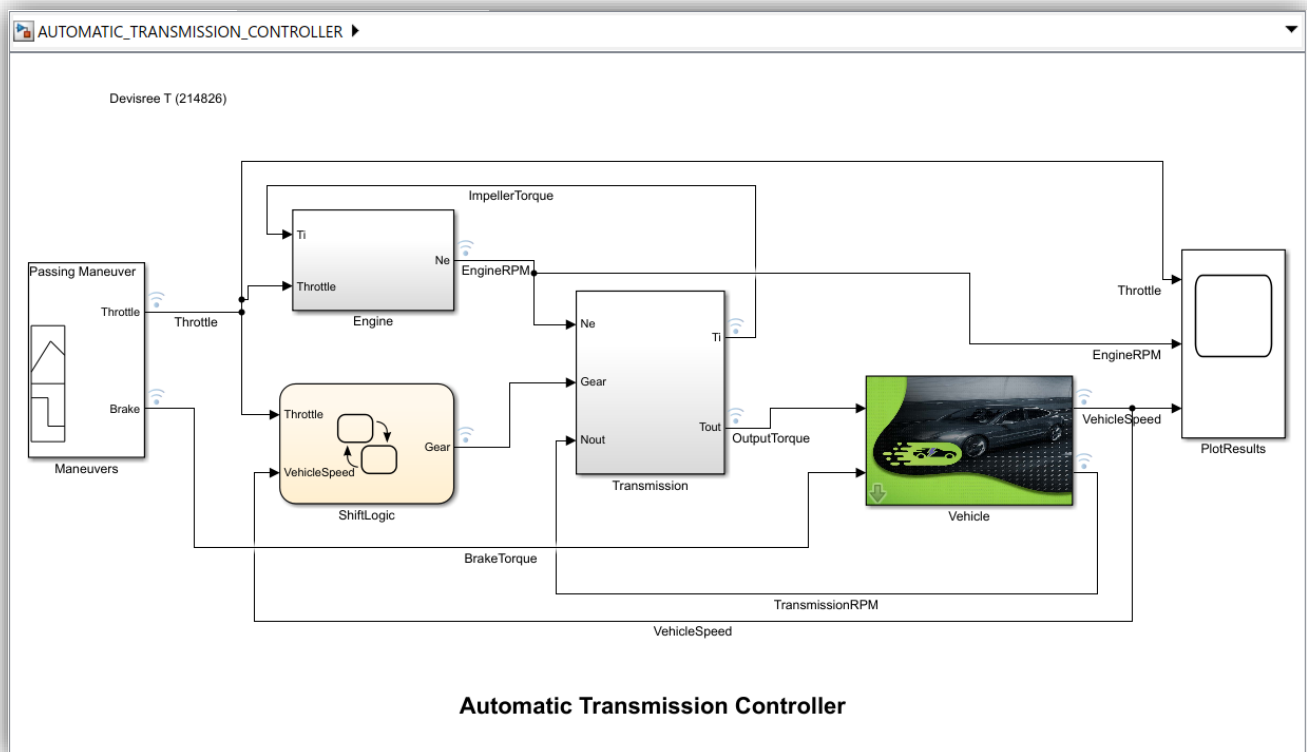 AUTOMATIC_TRANSMISSION_CONTROLLER
Devisree T (214826)
ImpellerTorque
Ti
Ne
EngineRPM
Throttle
Engine
Passing Maneuver
Throttle
Throttle
Brake
Maneuvers
Throttle
VehicleSpeed
Gear
ShiftLogic
Ne
Gear
Nout
Ti
Tout
Transmission
OutputTorque
Vehicle
VehicleSpeed
Throttle
EngineRPM
PlotResults
BrakeTorque
TransmissionRPM
VehicleSpeed
Automatic Transmission Controller